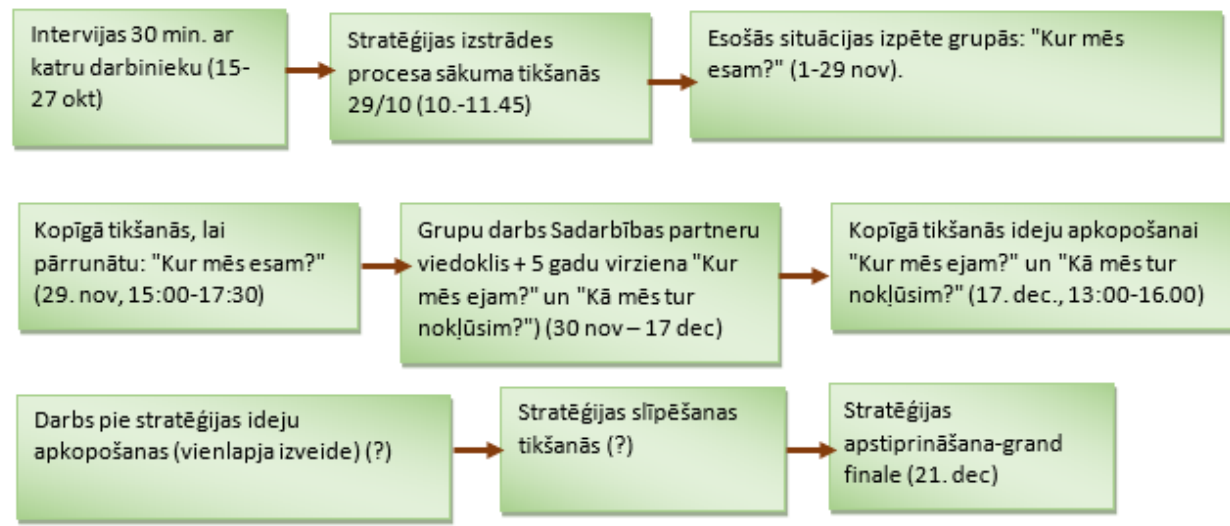 Intervijas 30 min. ar
katru darbinieku (15-
27 okt)
Stratēģijas izstrādes
procesa sākuma tikšanās
29/10 (10.-11.45)
Esošās situācijas izpēte grupās: "Kur mēs
esam?" (1-29 nov).
Kopīgā tikšanās, lai
pārrunātu: "Kur mēs esam?"
(29. nov, 15:00-17:30)
Grupu darbs Sadarbības partneru
viedoklis + 5 gadu virziena "Kur
mēs ejam?" un "Kā mēs tur
nokļūsim?") (30 nov – 17 dec)
Kopīgā tikšanās ideju apkopošanai
"Kur mēs ejam?" un "Kā mēs tur
nokļūsim?" (17. dec., 13:00-16.00)
Darbs pie stratēģijas ideju
apkopošanas (vienlapja izveide) (?)
Stratēģijas slīpēšanas
tikšanās (?)
Stratēģijas
apstiprināšana-grand
finale (21. dec)